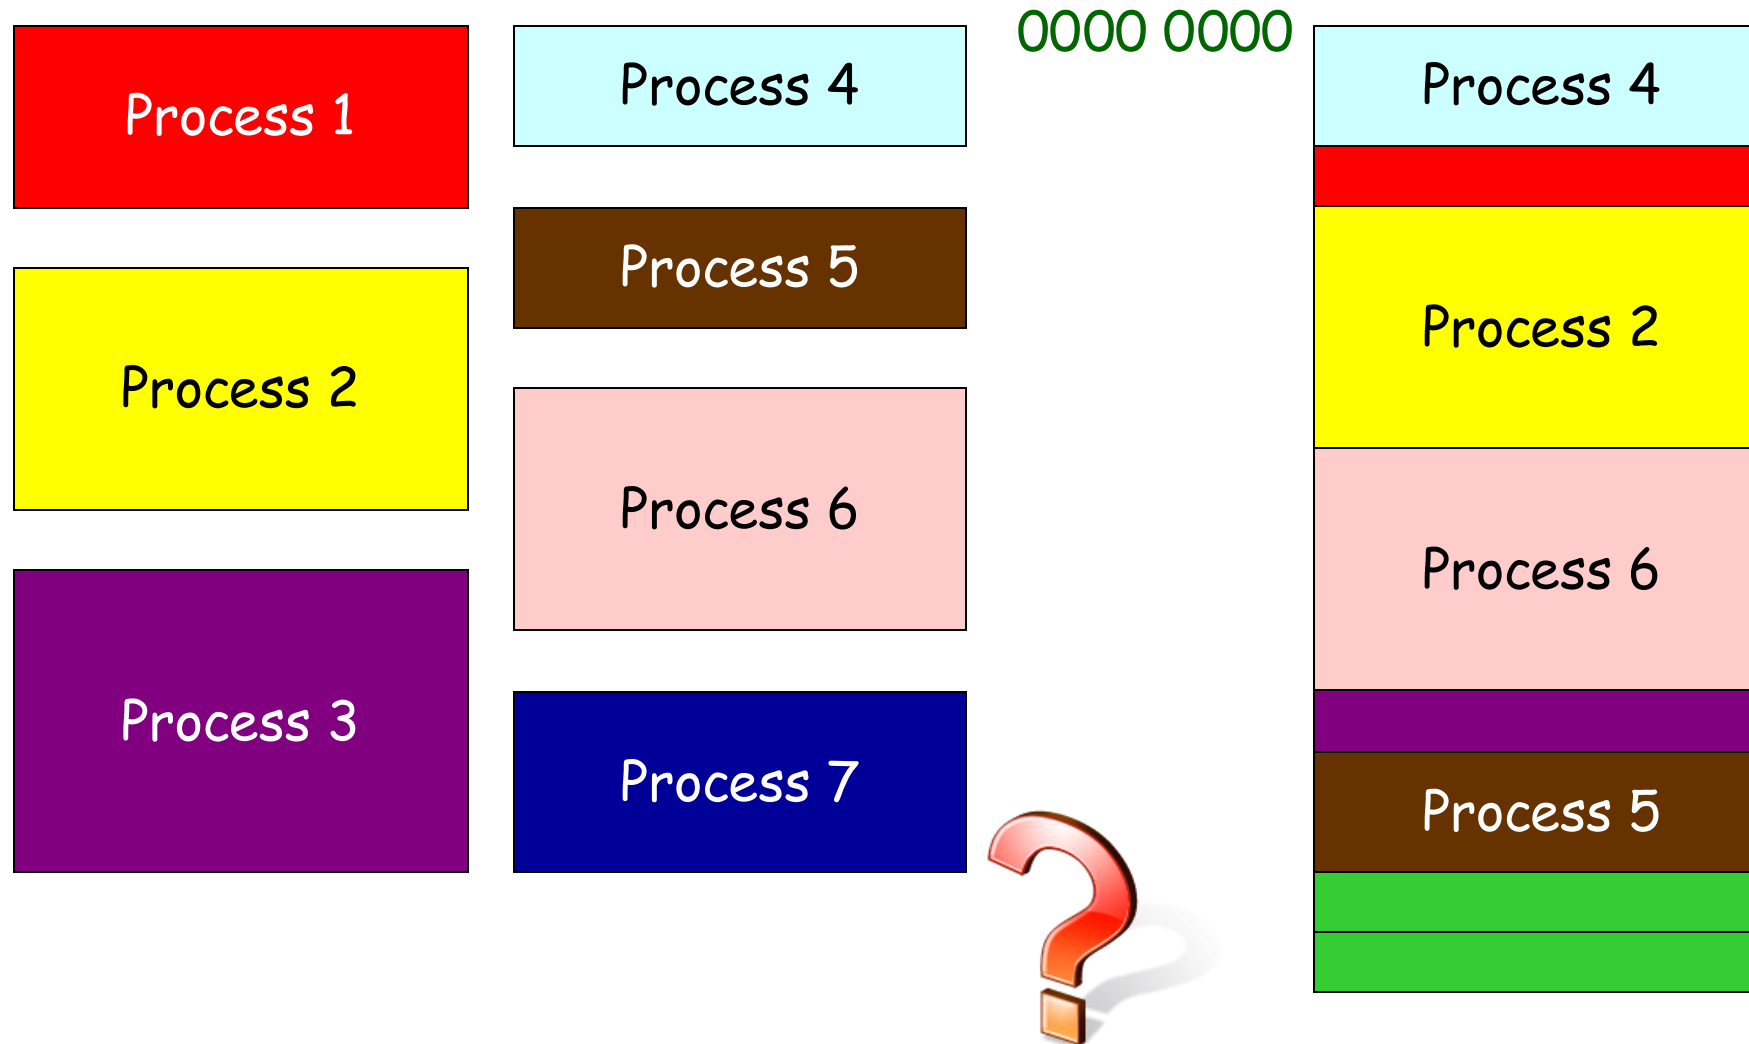 Process 1
Process 2
Process 3
Process 4
Process 5
Process 6
Process 7
0000 0000
Process 4
Process 2
Process 6
Process 5